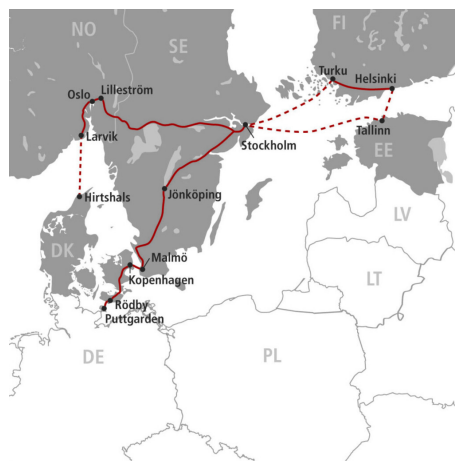 NO
SE
FI
Turku
Helsinki
Oslo
Lilleström
Larvik
Stockholm
Tallinn
EE
Hirtshals
Jönköping
LV
DK
Malmö
Kopenhagen
LT
Rödby
Puttgarden
DE
PL